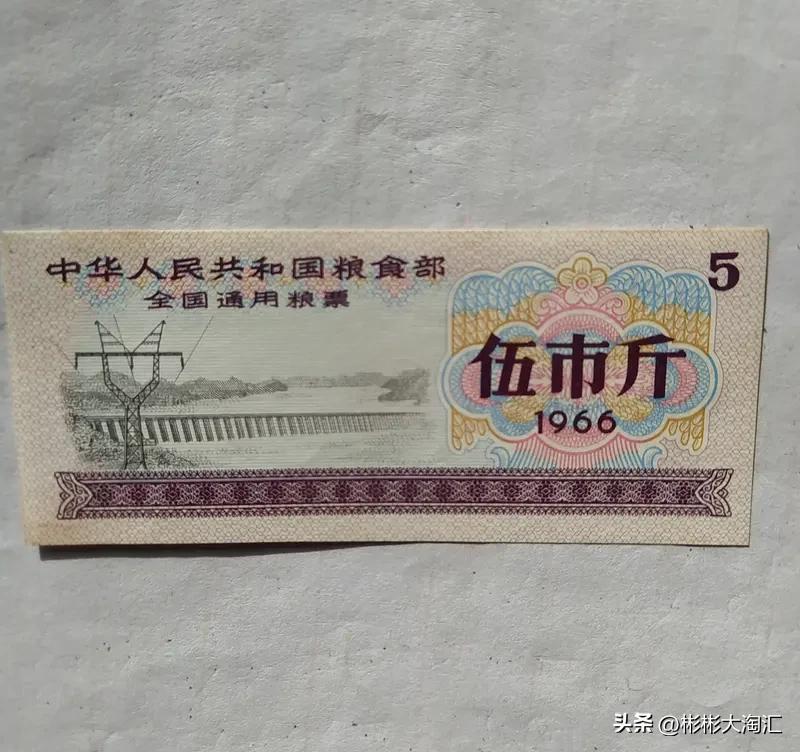 中华人民共和国粮食部
全国通用粮票
5
伍市斤
1966
头条 @彬彬大淘汇